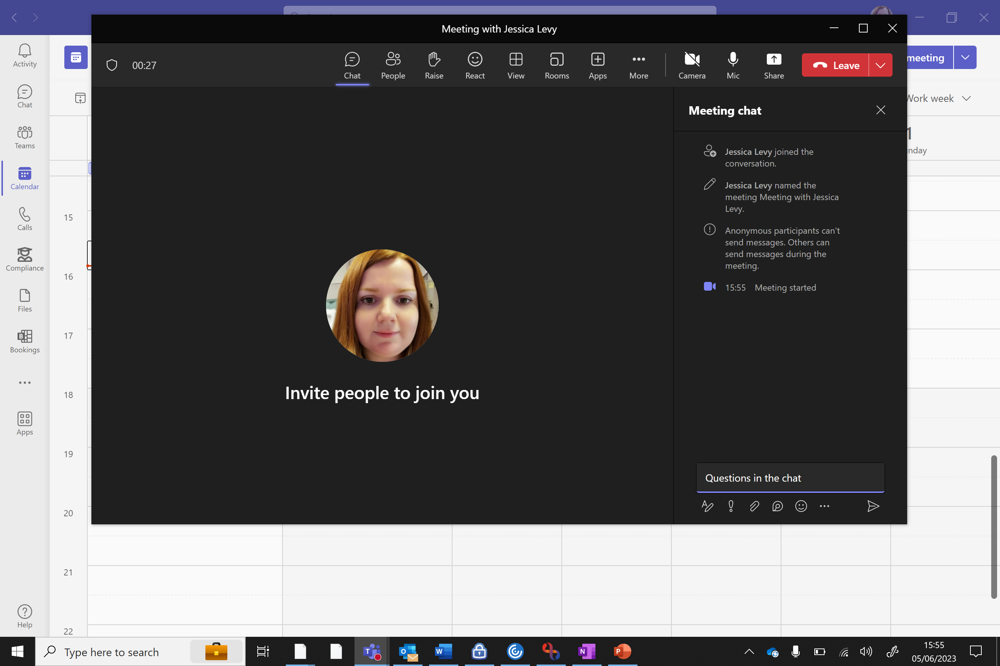 Meeting with Jessica Levy
00:27
Chat
People
Raise
React
View
Rooms
Apps
More
Camera
Mic
Share
Leave
meeting
Work week
Activity
Chat
Teams
Calendar
Calls
Compliance
Files
Bookings
Apps
Help
15
16
17
18
19
20
21
22
Invite people to join you
Meeting chat
Jessica Levy joined the
conversation.
Jessica Levy named the
meeting Meeting with Jessica
Levy.
Anonymous participants can't
send messages. Others can
send messages during the
meeting.
15:55 Meeting started
Questions in the chat
Type here to search
15:55
05/06/2023